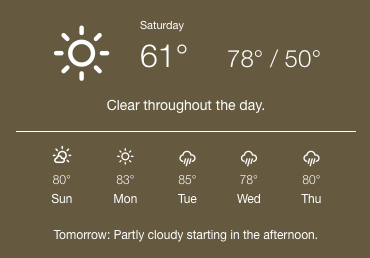 Saturday
61° 78° / 50°
Clear throughout the day.
80° 83° 85° 78° 80°
Sun Mon Tue Wed Thu
Tomorrow: Partly cloudy starting in the afternoon.